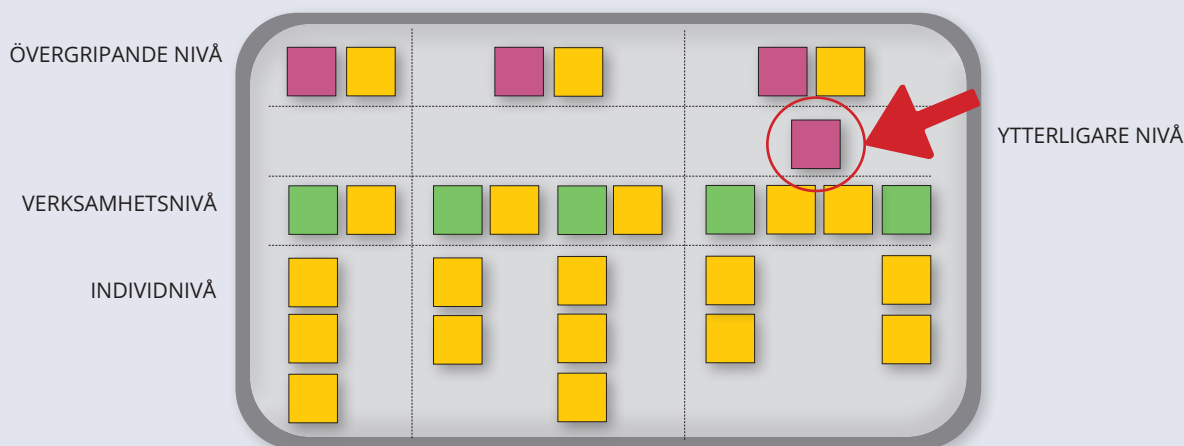 ÖVERGRIPANDE NIVÅ
YTTERLIGARE NIVÅ
VERKSAMHETSNIVÅ
INDIVIDNIVÅ